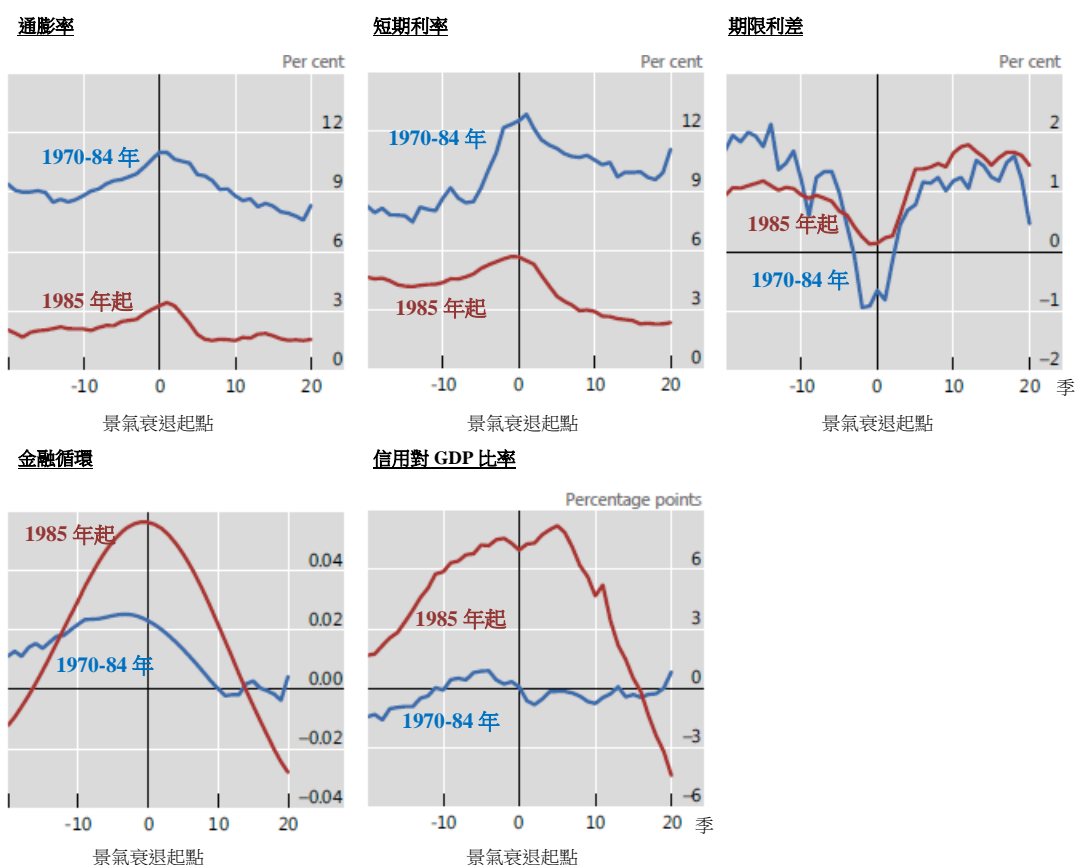 通膨率
Per cent
12
9
6
3
0
1970-84 年
1985 年起
-10 0 10 20
景氣衰退起點
短期利率
Per cent
12
9
6
3
0
1970-84 年
1985 年起
-10 0 10 20
景氣衰退起點
期限利差
Per cent
2
1
0
−1
−2
1985 年起
1970-84 年
-10 0 10 20 季
景氣衰退起點
金融循環
1985 年起
0.04
0.02
0.00
−0.02
−0.04
1970-84 年
-10 0 10 20
景氣衰退起點
信用對 GDP 比率
Percentage points
6
3
0
−3
−6
1985 年起
1970-84 年
-10 0 10 20 季
景氣衰退起點